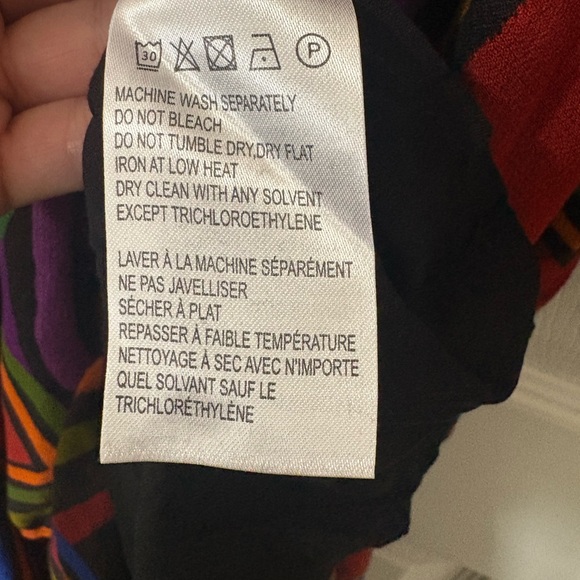 30 P
MACHINE WASH SEPARATELY
DO NOT BLEACH
DO NOT TUMBLE DRY,DRY FLAT
IRON AT LOW HEAT
DRY CLEAN WITH ANY SOLVENT
EXCEPT TRICHLOROETHYLENE
LAVER À LA MACHINE SÉPARÉMENT
NE PAS JAVELLISER
SÉCHER À PLAT
REPASSER À FAIBLE TEMPÉRATURE
NETTOYAGE À SEC AVEC N'IMPORTE
QUEL SOLVANT SAUF LE
TRICHLORÉTHYLÈNE